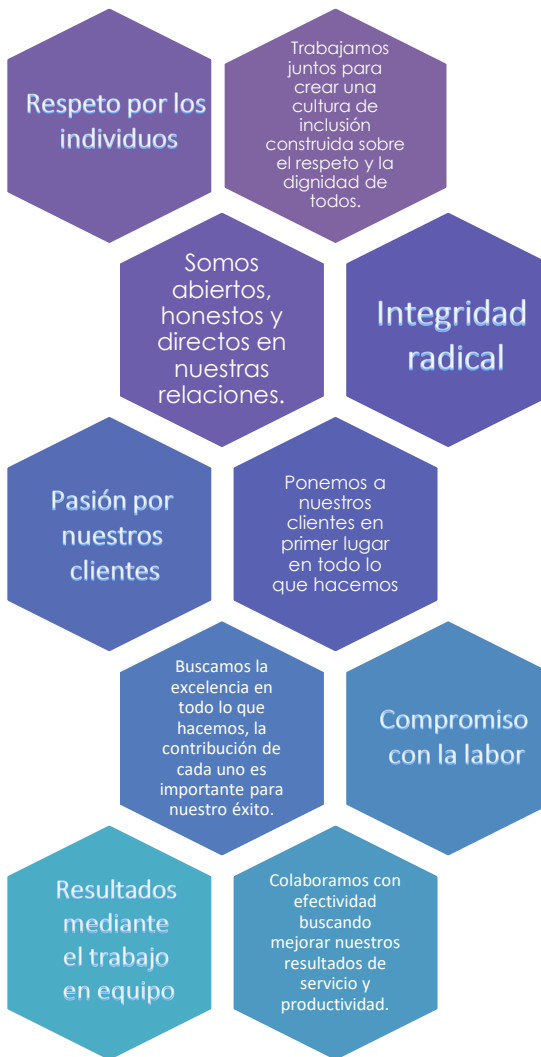 Respeto por los
individuos
Trabajamos
juntos para
crear una
cultura de
inclusión
construida sobre
el respeto y la
dignidad de
todos.
Somos
abiertos,
honestos y
directos en
nuestras
relaciones.
Integridad
radical
Pasión por
nuestros
clientes
Ponemos a
nuestros
clientes en
primer lugar
en todo lo
que hacemos
Buscamos la
excelencia en
todo lo que
hacemos, la
contribución de
cada uno es
importante para
nuestro éxito.
Compromiso
con la labor
Resultados
mediante
el trabajo
en equipo
Colaboramos con
efectividad
buscando
mejorar nuestros
resultados de
servicio y
productividad.